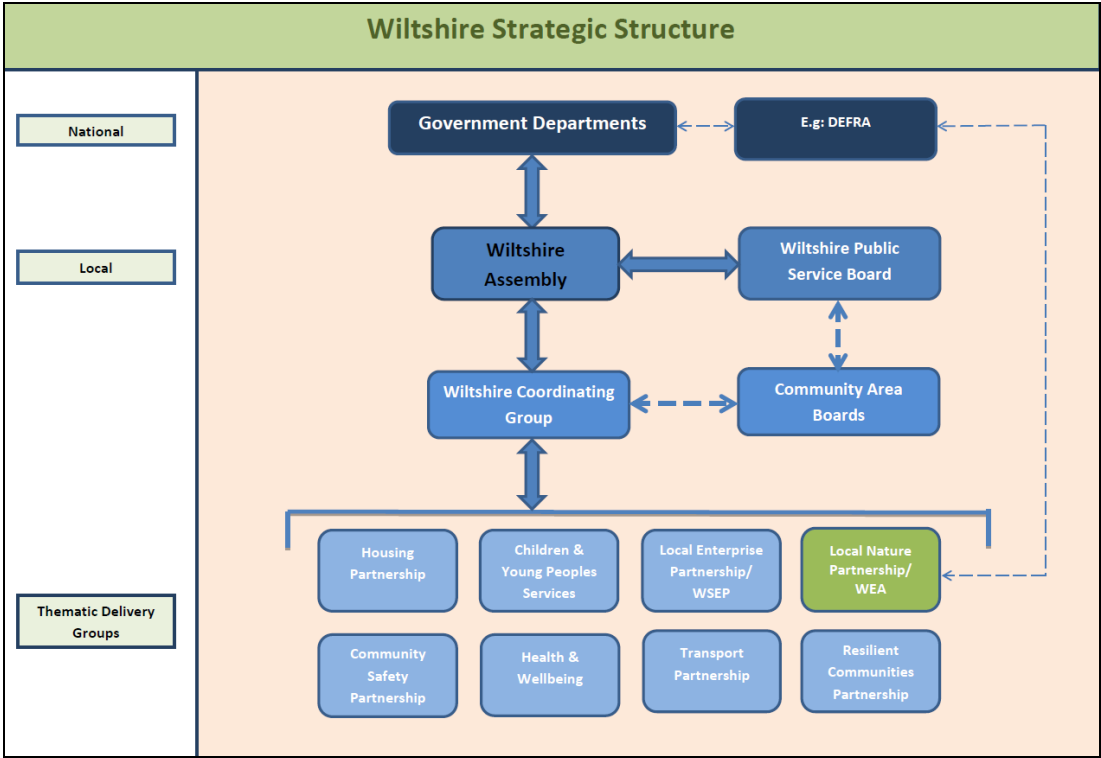 Wiltshire Strategic Structure
National
Government Departments
E.g: DEFRA
Local
Wiltshire
Assembly
Wiltshire Public
Service Board
Wiltshire Coordinating
Group
Community Area
Boards
Thematic Delivery
Groups
Housing
Partnership
Children &
Young Peoples
Services
Local Enterprise
Partnership/
WSEP
Local Nature
Partnership/
WEA
Community
Safety
Partnership
Health &
Wellbeing
Transport
Partnership
Resilient
Communities
Partnership